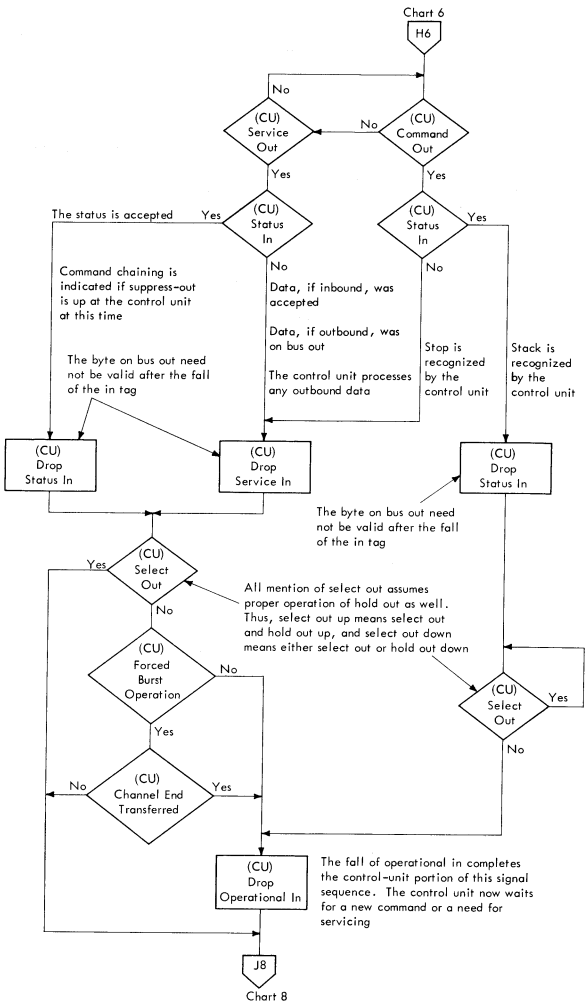 Chart 6
H6
No
(CU)
Service
Out
No
(CU)
Command
Out
Yes
Yes
The status is accepted
Yes
(CU)
Status
In
(CU)
Status
In
Yes
No
No
Command chaining is
indicated if suppress-out
is up at the control unit
at this time
Data, if inbound, was
accepted
Data, if outbound, was
on bus out
The control unit processes
any outbound data
Stop is
recognized
by the
control unit
Stack is
recognized
by the
control unit
The byte on bus out need
not be valid after the fall
of the in tag
(CU)
Drop
Status In
(CU)
Drop
Service In
(CU)
Drop
Status In
The byte on bus out need
not be valid after the fall
of the in tag
Yes
(CU)
Select
Out
No
All mention of select out assumes
proper operation of hold out as well.
Thus, select out up means select out
and hold out up, and select out down
means either select out or hold out down
(CU)
Forced
Burst
Operation
No
Yes
(CU)
Select
Out
Yes
No
No
(CU)
Channel End
Transferred
Yes
(CU)
Drop
Operational In
The fall of operational in completes
the control-unit portion of this signal
sequence. The control unit now waits
for a new command or a need for
servicing
J8
Chart 8